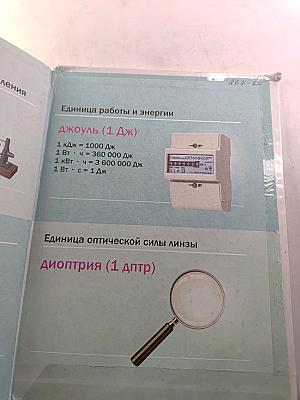 ления
Единица работы и энергии
джоуль (1 Дж)
1 кДж = 1000 Дж
1 Вт · ч = 360 000 Дж
1 кВт · ч = 3 600 000 Дж
1 Вт · с = 1 Дж
Единица оптической силы линзы
диоптрия (1 дптр)